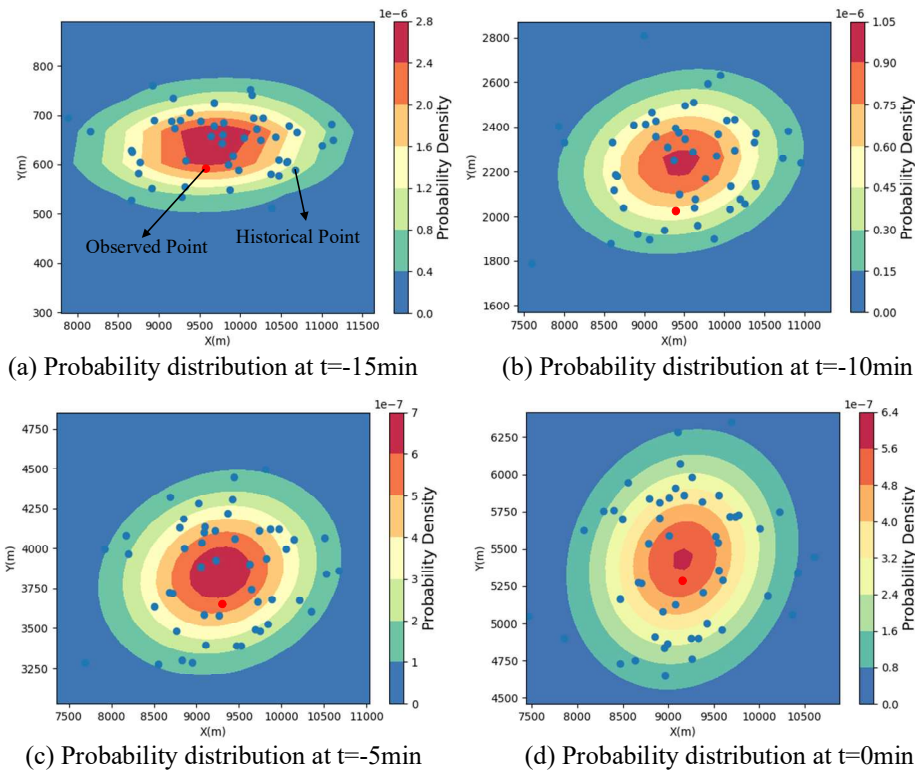 1e−6
2.8
2.4
2.0
1.6
1.2
0.8
0.4
0.0
Probability Density
800
700
600
500
400
300
Y(m)
8000 8500 9000 9500 10000 10500 11000 11500
X(m)
Observed Point
Historical Point
(a) Probability distribution at t=-15min
1e−6
1.05
0.90
0.75
0.60
0.45
0.30
0.15
0.00
Probability Density
2800
2600
2400
2200
2000
1800
1600
Y(m)
7500 8000 8500 9000 9500 10000 10500 11000
X(m)
(b) Probability distribution at t=-10min
1e−7
7
6
5
4
3
2
1
0
Probability Density
4750
4500
4250
4000
3750
3500
3250
Y(m)
7500 8000 8500 9000 9500 10000 10500 11000
X(m)
(c) Probability distribution at t=-5min
1e−7
6.4
5.6
4.8
4.0
3.2
2.4
1.6
0.8
0.0
Probability Density
6250
6000
5750
5500
5250
5000
4750
4500
Y(m)
7500 8000 8500 9000 9500 10000 10500
X(m)
(d) Probability distribution at t=0min